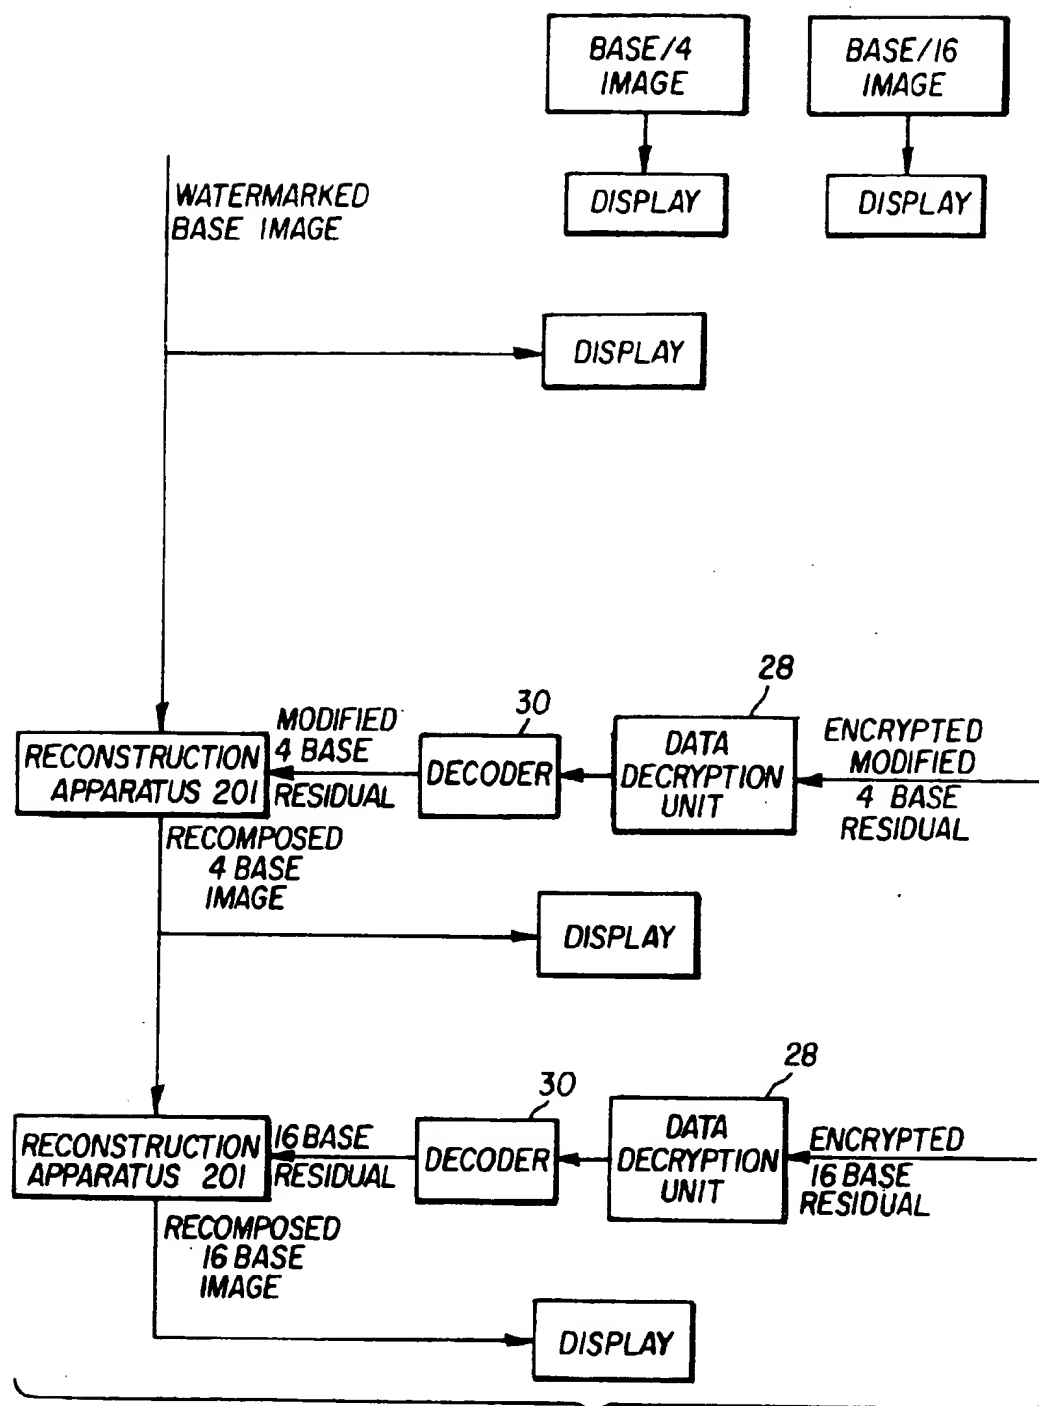 BASE/4
IMAGE
BASE/16
IMAGE
DISPLAY
DISPLAY
WATERMARKED
BASE IMAGE
DISPLAY
28
30
MODIFIED
4 BASE
RESIDUAL
RECONSTRUCTION
APPARATUS 201
DECODER
DATA
DECRYPTION
UNIT
ENCRYPTED
MODIFIED
4 BASE
RESIDUAL
RECOMPOSED
4 BASE
IMAGE
DISPLAY
28
30
RECONSTRUCTION
APPARATUS 201
16 BASE
RESIDUAL
DECODER
DATA
DECRYPTION
UNIT
ENCRYPTED
16 BASE
RESIDUAL
RECOMPOSED
16 BASE
IMAGE
DISPLAY